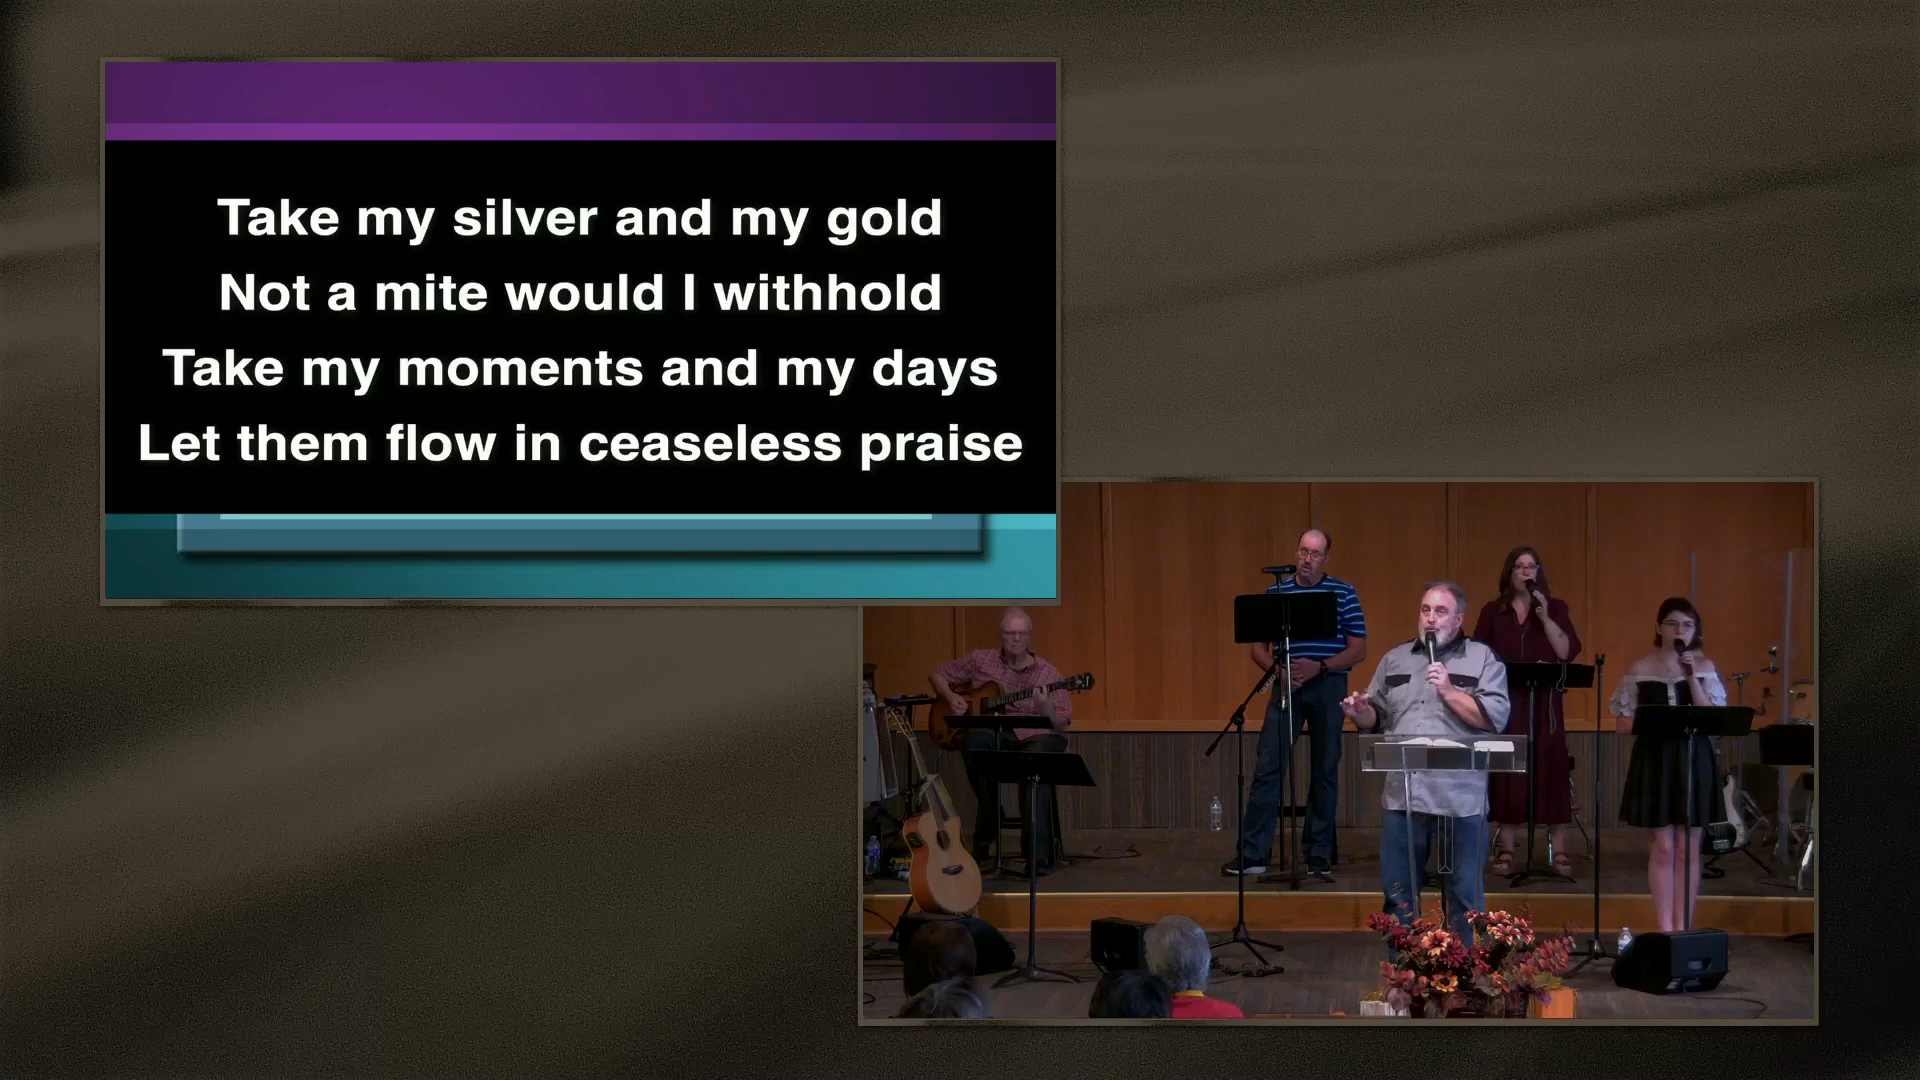 Take my silver and my gold
Not a mite would I withhold
Take my moments and my days
Let them flow in ceaseless praise